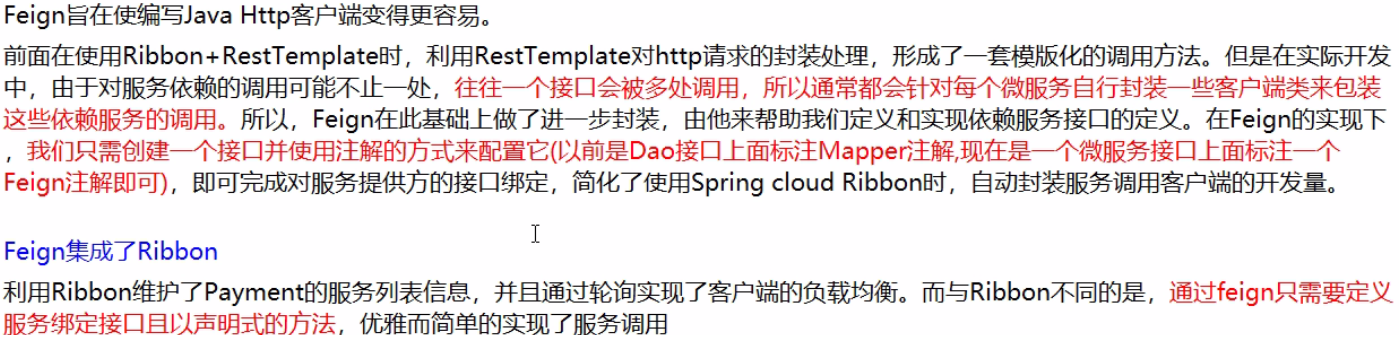 Feign旨在使编写Java Http客户端变得更容易。
前面在使用Ribbon+RestTemplate时，利用RestTemplate对http请求的封装处理，形成了一套模版化的调用方法。但是在实际开发
中，由于对服务依赖的调用可能不止一处，往往一个接口会被多处调用，所以通常都会针对每个微服务自行封装一些客户端类来包装
这些依赖服务的调用。所以，Feign在此基础上做了进一步封装，由他来帮助我们定义和实现依赖服务接口的定义。在Feign的实现下
，我们只需创建一个接口并使用注解的方式来配置它(以前是Dao接口上面标注Mapper注解,现在是一个微服务接口上面标注一个
Feign注解即可)，即可完成对服务提供方的接口绑定，简化了使用Spring cloud Ribbon时，自动封装服务调用客户端的开发量。
Feign集成了Ribbon
利用Ribbon维护了Payment的服务列表信息，并且通过轮询实现了客户端的负载均衡。而与Ribbon不同的是，通过feign只需要定义
服务绑定接口且以声明式的方法，优雅而简单的实现了服务调用